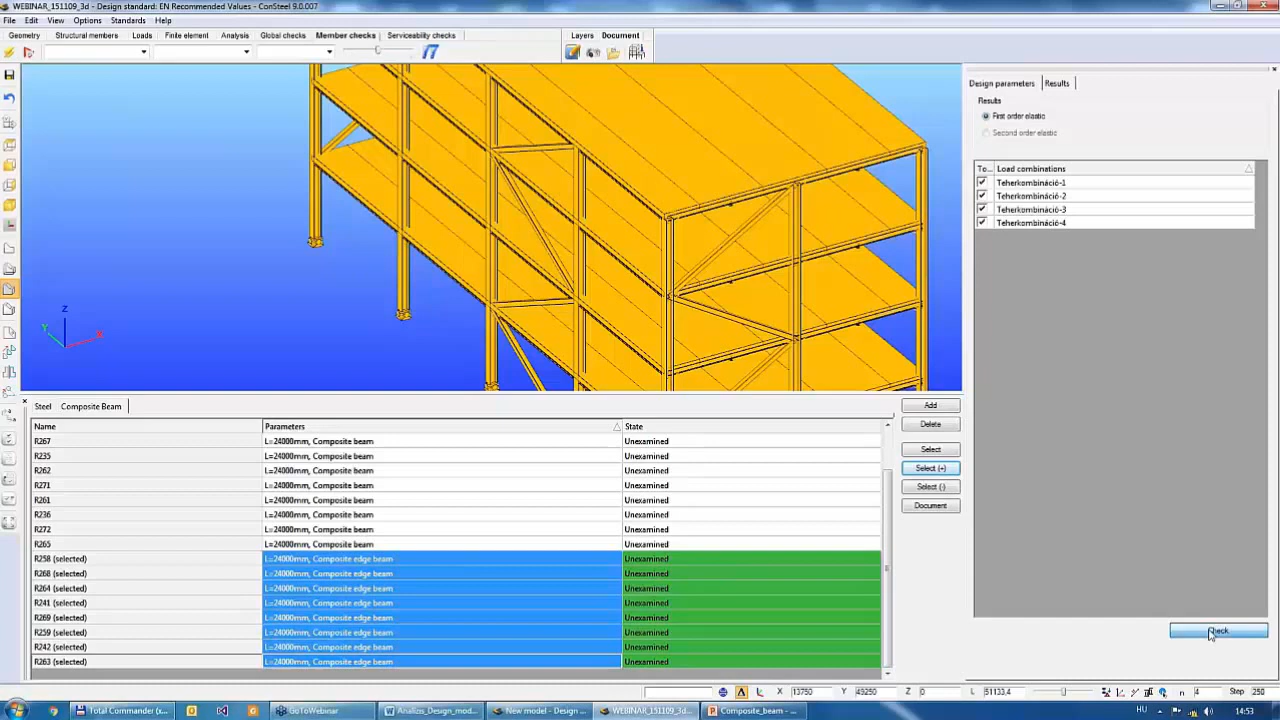 WEBINAR_151109_3d - Design standard: EN Recommended Values - ConSteel 9.0.007
File Edit View Options Standards Help
Geometry Structural members Loads Finite element Analysis Global checks Member checks Serviceability checks Layers Document
Design parameters Results
Results
First order elastic
Second order elastic
To... Load combinations
Teherkombináció-1
Teherkombináció-2
Teherkombináció-3
Teherkombináció-4
Z
Y X
Check
Steel Composite Beam
Name Parameters State
R267 L=24000mm, Composite beam Unexamined
R235 L=24000mm, Composite beam Unexamined
R262 L=24000mm, Composite beam Unexamined
R271 L=24000mm, Composite beam Unexamined
R261 L=24000mm, Composite beam Unexamined
R236 L=24000mm, Composite beam Unexamined
R272 L=24000mm, Composite beam Unexamined
R265 L=24000mm, Composite beam Unexamined
R258 (selected) L=24000mm, Composite edge beam Unexamined
R268 (selected) L=24000mm, Composite edge beam Unexamined
R264 (selected) L=24000mm, Composite edge beam Unexamined
R241 (selected) L=24000mm, Composite edge beam Unexamined
R269 (selected) L=24000mm, Composite edge beam Unexamined
R259 (selected) L=24000mm, Composite edge beam Unexamined
R242 (selected) L=24000mm, Composite edge beam Unexamined
R263 (selected) L=24000mm, Composite edge beam Unexamined
Add
Delete
Select
Select (+)
Select (-)
Document
X 13750 Y 49250 Z 0 L 51133,4 n 4 Step 250
Total Commander (x... GoToWebinar Analizis_Design_mod... New model - Design ... WEBINAR_151109_3d... Composite_beam - ... HU 14:53